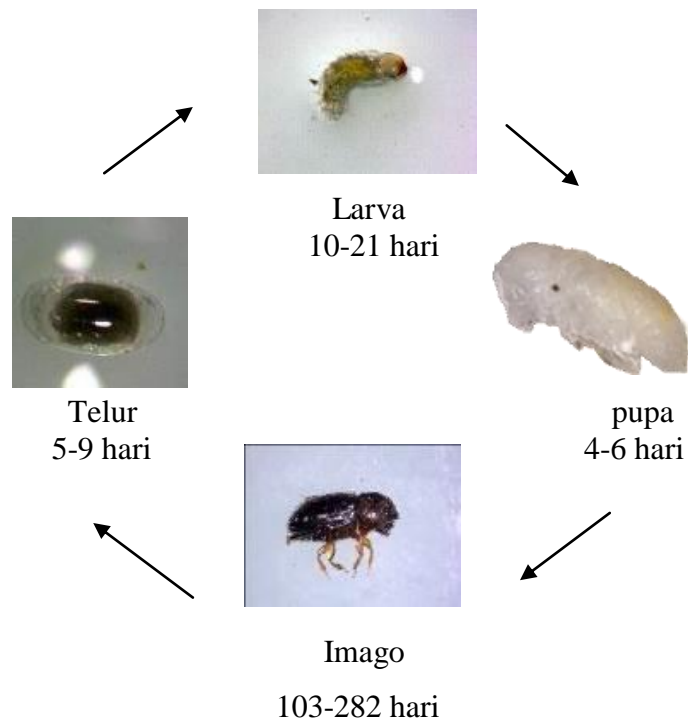 Larva
10-21 hari
Telur
5-9 hari
pupa
4-6 hari
Imago
103-282 hari